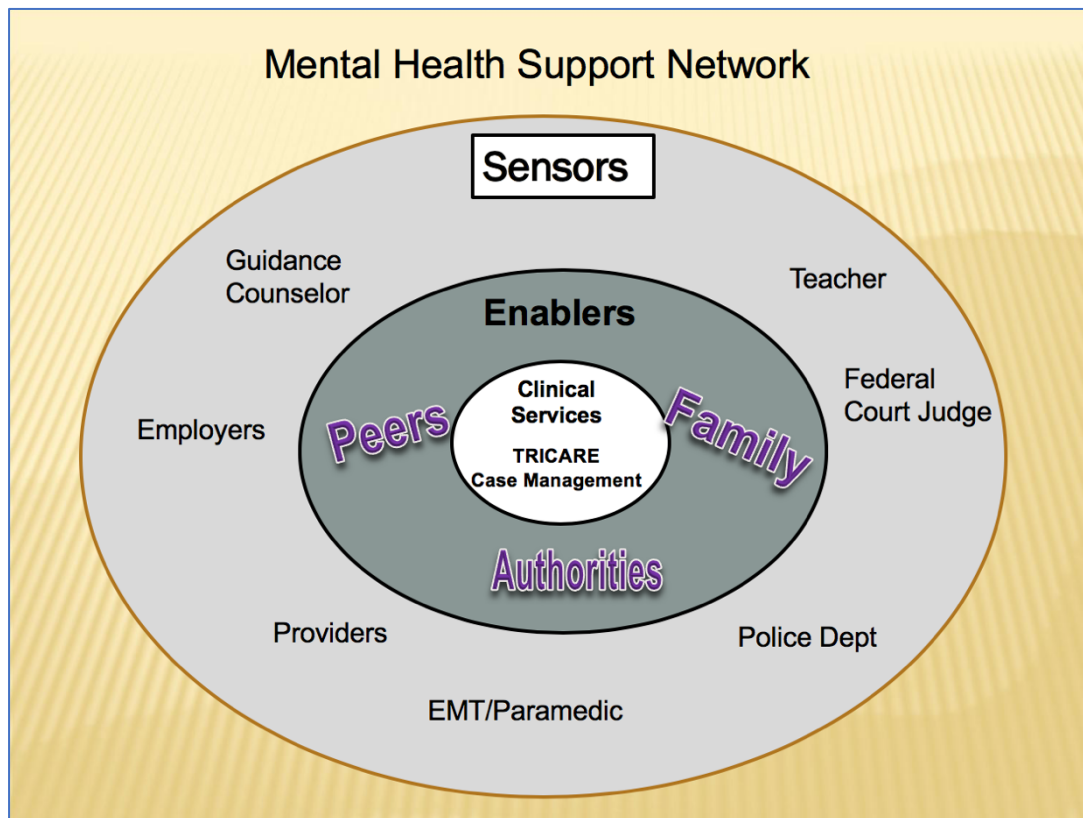 Mental Health Support Network
Sensors
Guidance
Counselor
Teacher
Enablers
Federal
Court Judge
Clinical
Services
Peers
Family
Employers
TRICARE
Case Management
Authorities
Providers
Police Dept
EMT/Paramedic